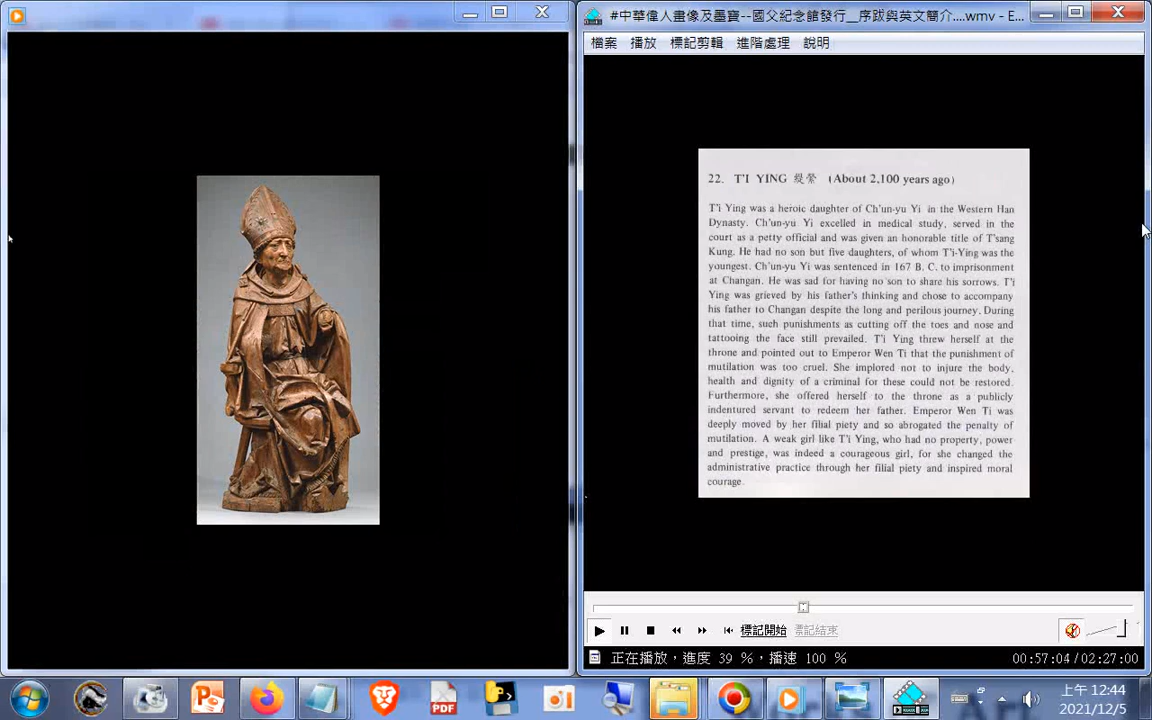 #中華偉人畫像及墨寶--國父紀念館發行__序跋與英文簡介....wmv - E...
檔案 播放 標記剪輯 進階處理 說明
22. T'I YING 緹縈 (About 2,100 years ago)
T'i Ying was a heroic daughter of Ch'un-yu Yi in the Western Han
Dynasty. Ch'un-yu Yi excelled in medical study, served in the
court as a petty official and was given an honorable title of T'sang
Kung. He had no son but five daughters, of whom T'i-Ying was the
youngest. Ch'un-yu Yi was sentenced in 167 B. C. to imprisonment
at Changan. He was sad for having no son to share his sorrows. T'i
Ying was grieved by his father's thinking and chose to accompany
his father to Changan despite the long and perilous journey. During
that time, such punishments as cutting off the toes and nose and
tattooing the face still prevailed. T'i Ying threw herself at the
throne and pointed out to Emperor Wen Ti that the punishment of
mutilation was too cruel. She implored not to injure the body,
health and dignity of a criminal for these could not be restored.
Furthermore, she offered herself to the throne as a publicly
indentured servant to redeem her father. Emperor Wen Ti was
deeply moved by her filial piety and so abrogated the penalty of
mutilation. A weak girl like T'i Ying, who had no property, power
and prestige, was indeed a courageous girl, for she changed the
administrative practice through her filial piety and inspired moral
courage.
標記開始 標記結束
正在播放，進度 39 %，播速 100 % 00:57:04 / 02:27:00
PDF
上午 12:44
2021/12/5